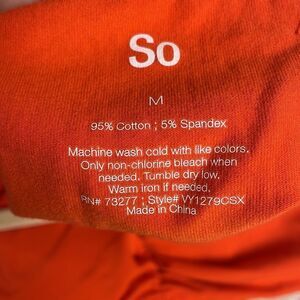 So
M
95% Cotton ; 5% Spandex
Machine wash cold with like colors.
Only non-chlorine bleach when
needed. Tumble dry low,
Warm iron if needed.
RN# 73277 ; Style# VY1279CSX
Made in China